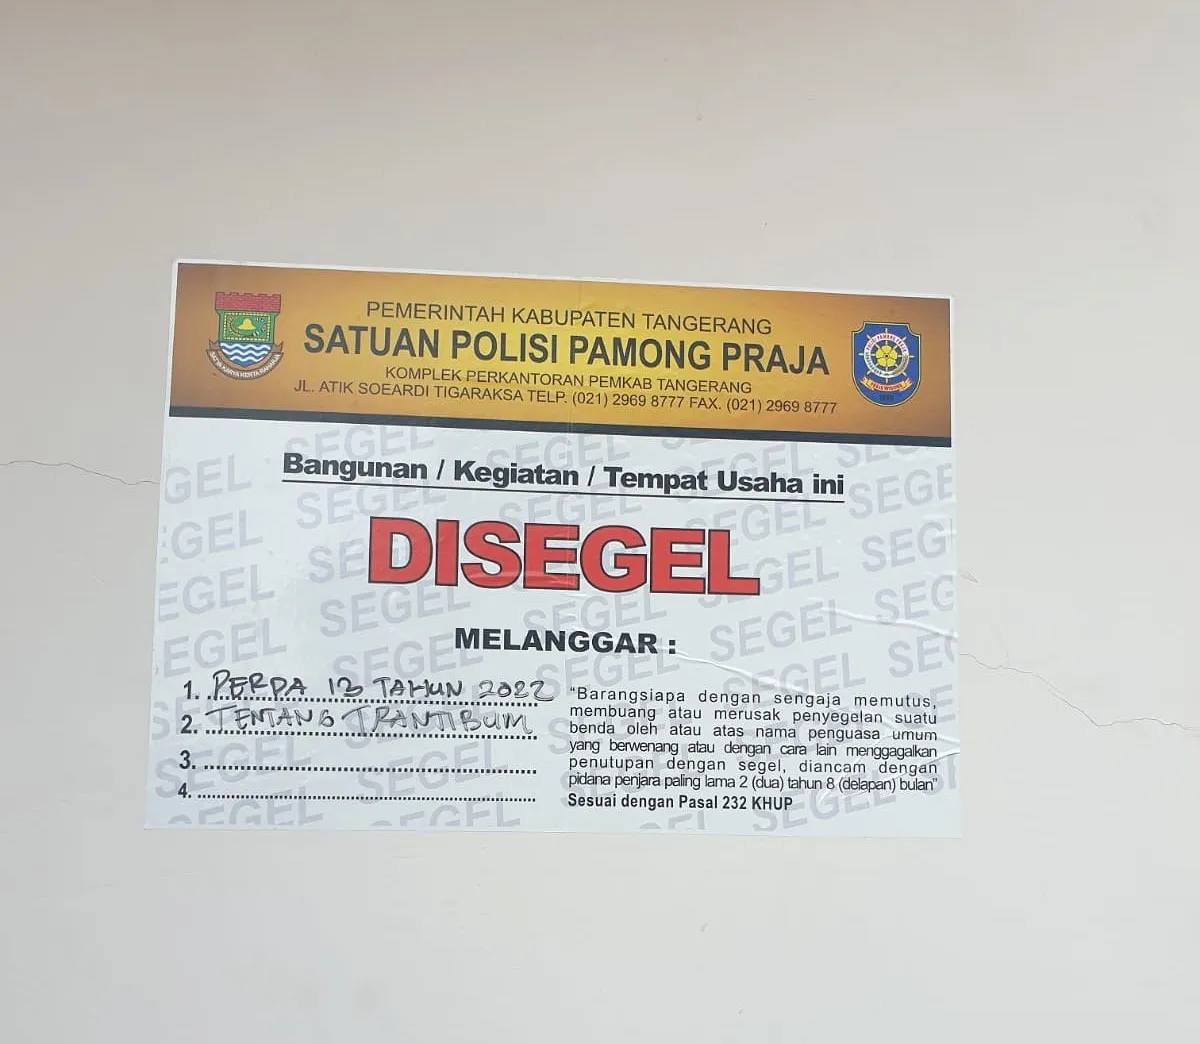 PEMERINTAH KABUPATEN TANGERANG
SATUAN POLISI PAMONG PRAJA
KOMPLEK PERKANTORAN PEMKAB TANGERANG
JL. ATIK SOEARDI TIGARAKSA TELP. (021) 2969 8777 FAX. (021) 2969 8777
Bangunan / Kegiatan / Tempat Usaha ini
DISEGEL
MELANGGAR :
1. PERDA 13 TAHUN 2022
2. TENTANG TRANTIBUM
3.
4.
"Barangsiapa dengan sengaja memutus,
membuang atau merusak penyegelan suatu
benda oleh atau atas nama penguasa umum
yang berwenang atau dengan cara lain menggagalkan
penutupan dengan segel, diancam dengan
pidana penjara paling lama 2 (dua) tahun 8 (delapan) bulan"
Sesuai dengan Pasal 232 KHUP